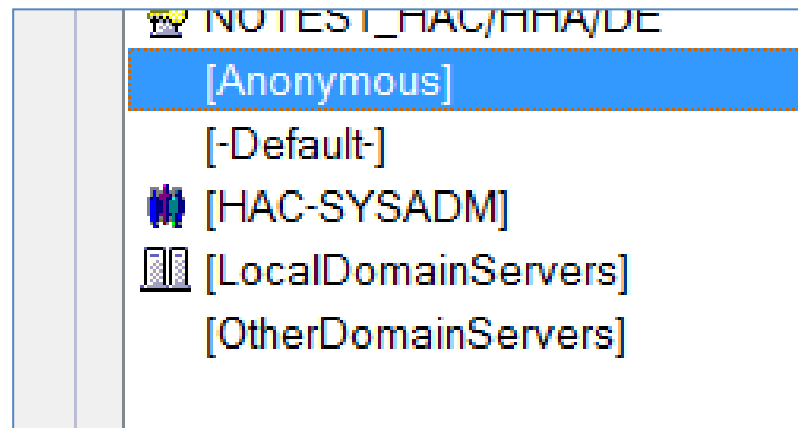 NOTEST_HAC/HHA/DE
[Anonymous]
[-Default-]
[HAC-SYSADM]
[LocalDomainServers]
[OtherDomainServers]